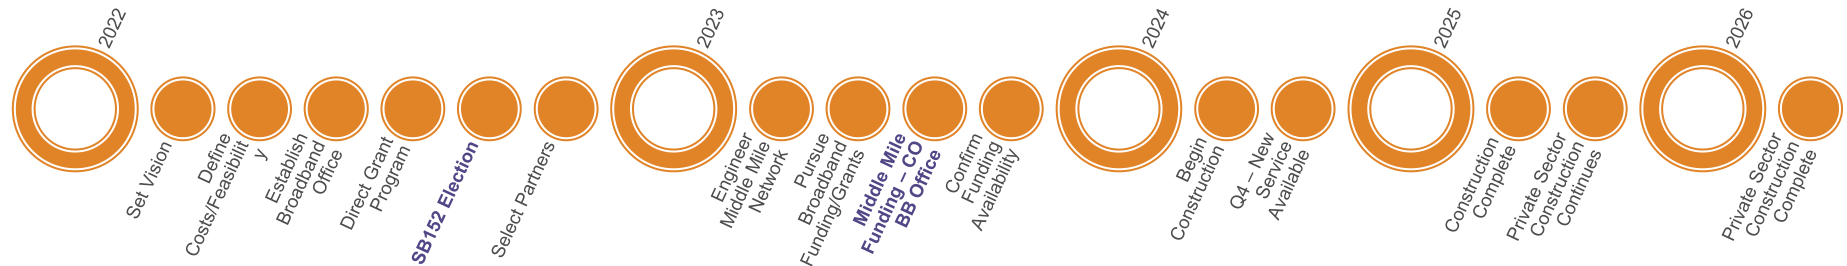 2022
Set Vision
Define
Costs/Feasibilit
y
Establish
Broadband
Office
Direct Grant
Program
SB152 Election
Select Partners
2023
Engineer
Middle Mile
Network
Pursue
Broadband
Funding/Grants
Middle Mile
Funding – CO
BB Office
Confirm
Funding
Availability
2024
Begin
Construction
Q4 – New
Service
Available
2025
Construction
Complete
Private Sector
Construction
Continues
2026
Private Sector
Construction
Complete